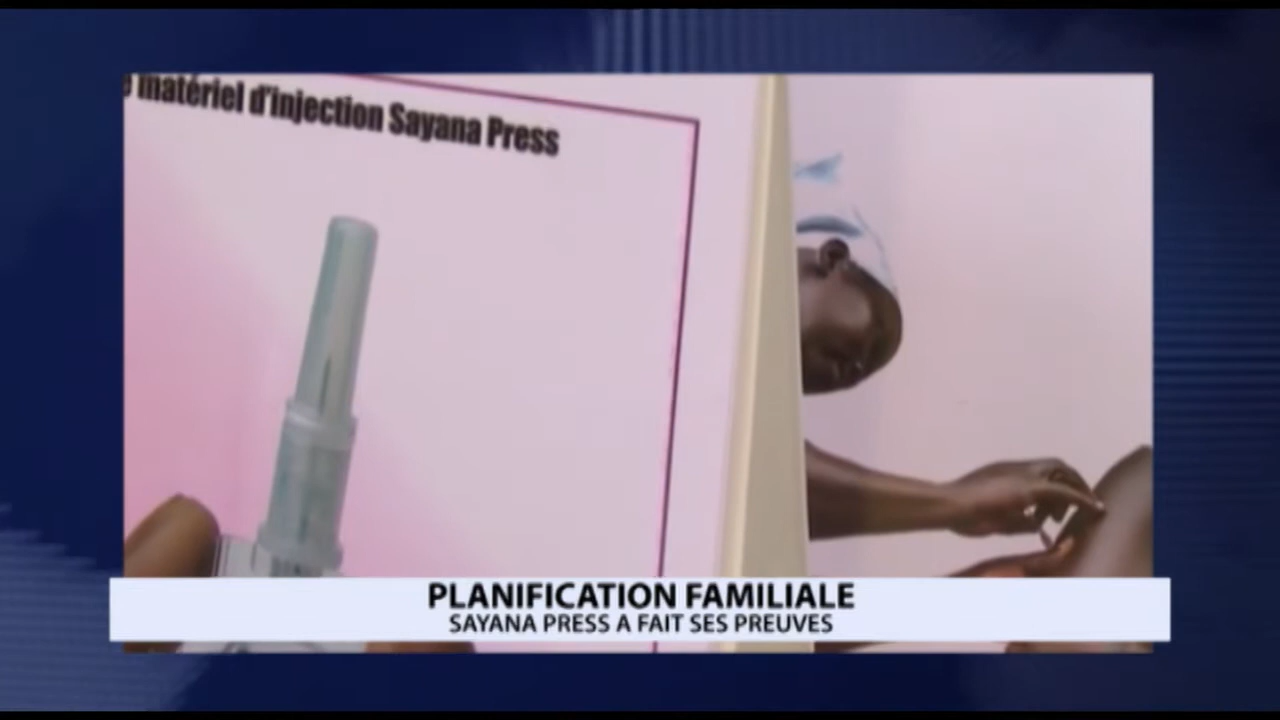 matériel d'injection Sayana Press
PLANIFICATION FAMILIALE
SAYANA PRESS A FAIT SES PREUVES